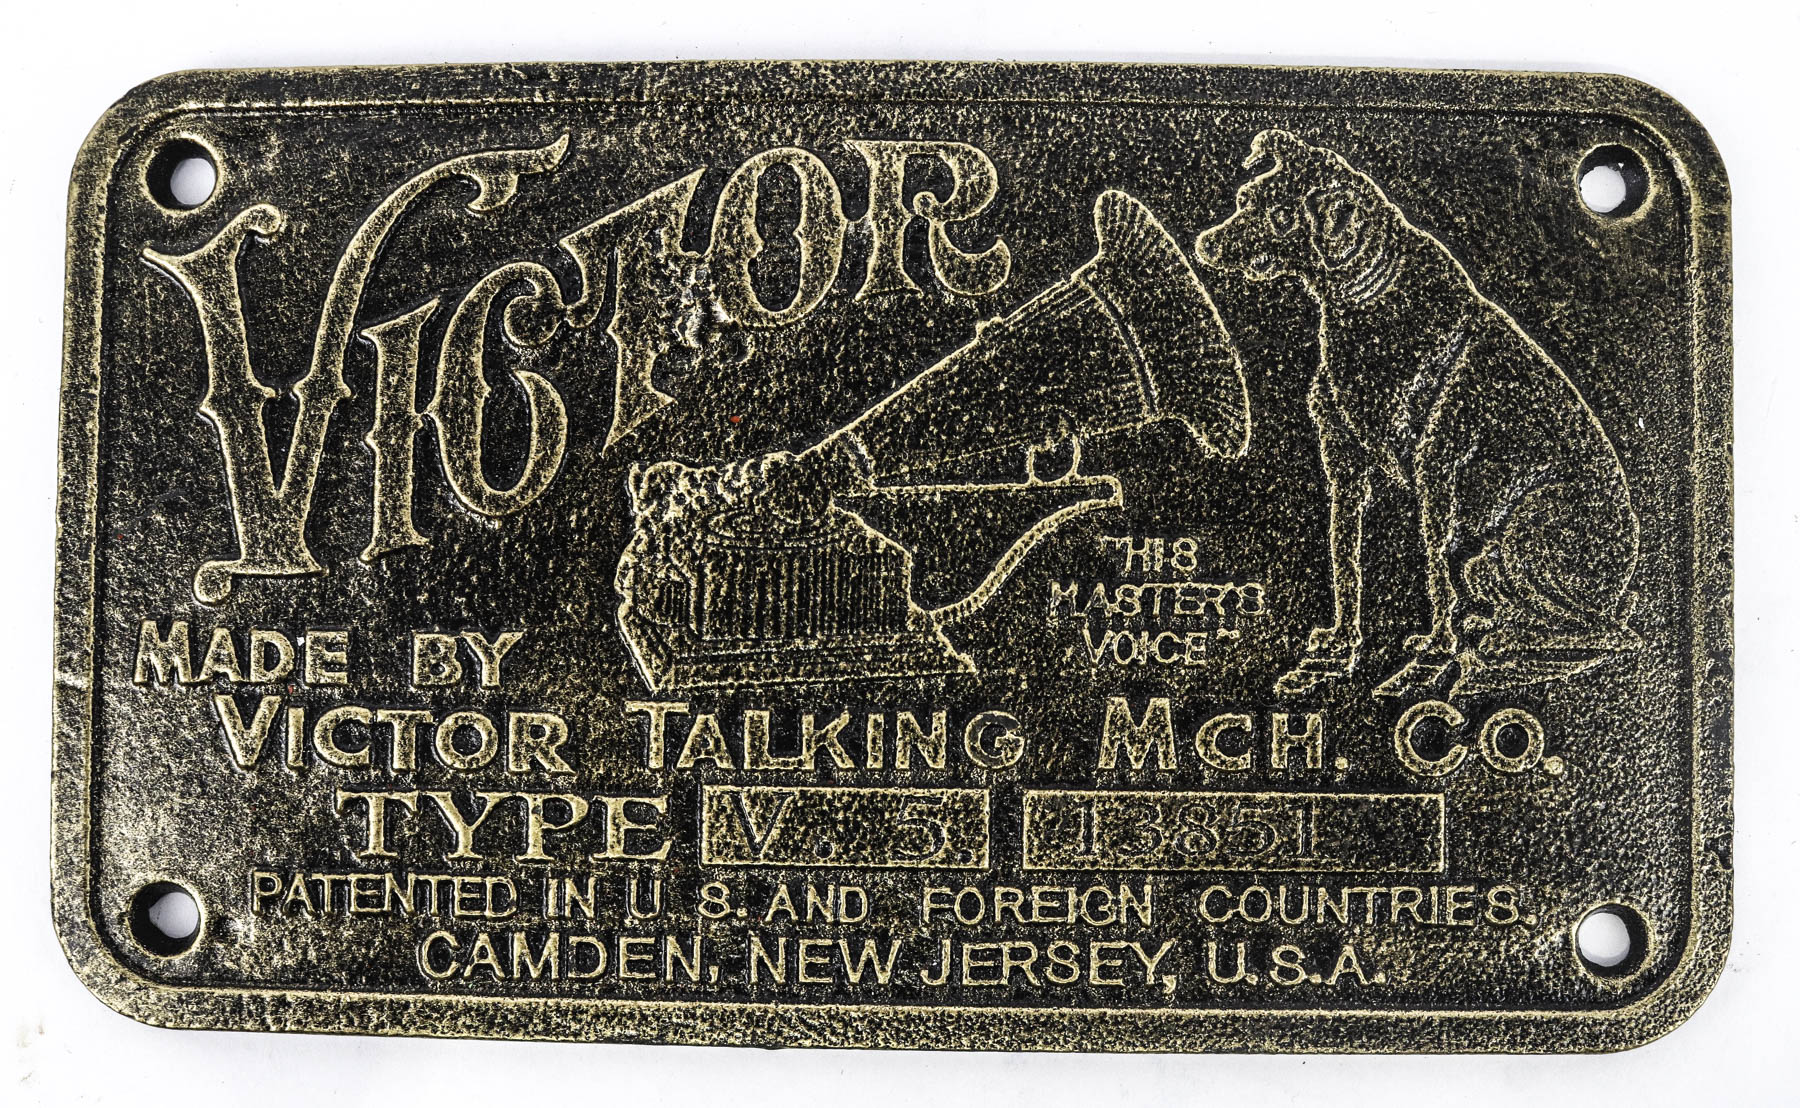 VICTOR
"HIS
MASTER'S
VOICE"
MADE BY
VICTOR TALKING MCH. CO.
TYPE V. 5. 13851
PATENTED IN U S. AND FOREIGN COUNTRIES.
CAMDEN, NEW JERSEY, U.S.A.